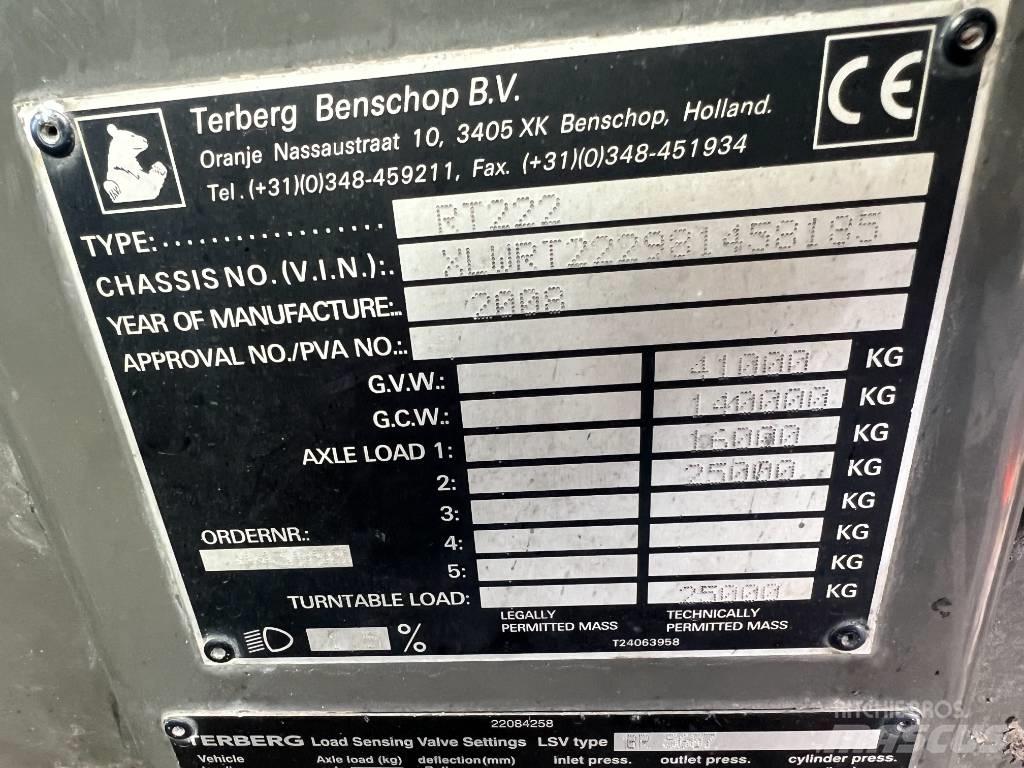 Terberg Benschop B.V.
Oranje Nassaustraat 10, 3405 XK Benschop, Holland.
Tel.(+31)(0)348-459211, Fax. (+31)(0)348-451934
CE
TYPE: RT222
CHASSIS NO. (V.I.N.):. XLWRT222981458185
YEAR OF MANUFACTURE:.. 2008
APPROVAL NO./PVA NO.:.
G.V.W.: 41000 KG
G.C.W.: 140000 KG
AXLE LOAD 1: 16000 KG
2: 25000 KG
3: KG
ORDERNR.:
4: KG
5: KG
TURNTABLE LOAD: 25000 KG
%
LEGALLY PERMITTED MASS
TECHNICALLY PERMITTED MASS
T24063958
22084258
TERBERG Load Sensing Valve Settings LSV type
Vehicle Axle load (kg) deflection(mm) inlet press. outlet press. cylinder press.
RITCHIE BROS.
MASCUS